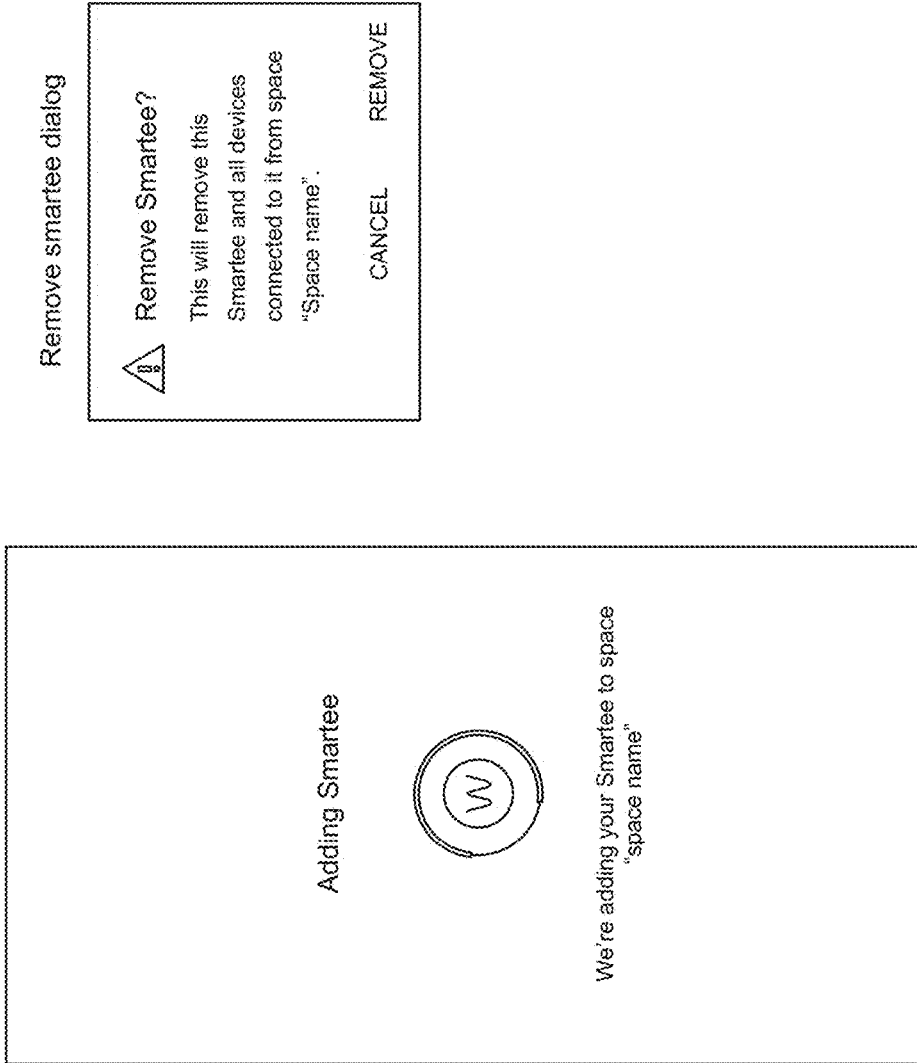 Adding Smartee
W
We're adding your Smartee to space
"space name"
Remove smartee dialog
Remove Smartee?
This will remove this
Smartee and all devices
connected to it from space
"Space name".
CANCEL REMOVE